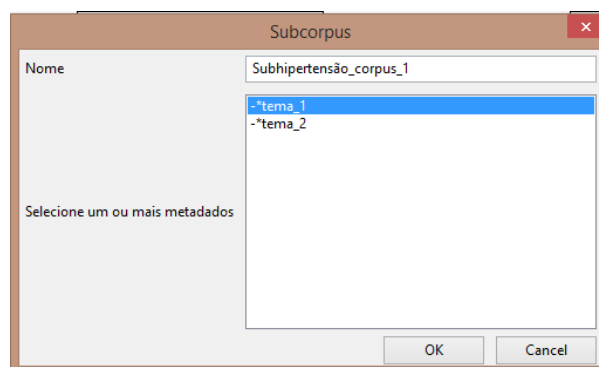 Subcorpus
Nome
Subhipertensão_corpus_1
-*tema_1
-*tema_2
Selecione um ou mais metadados
OK
Cancel